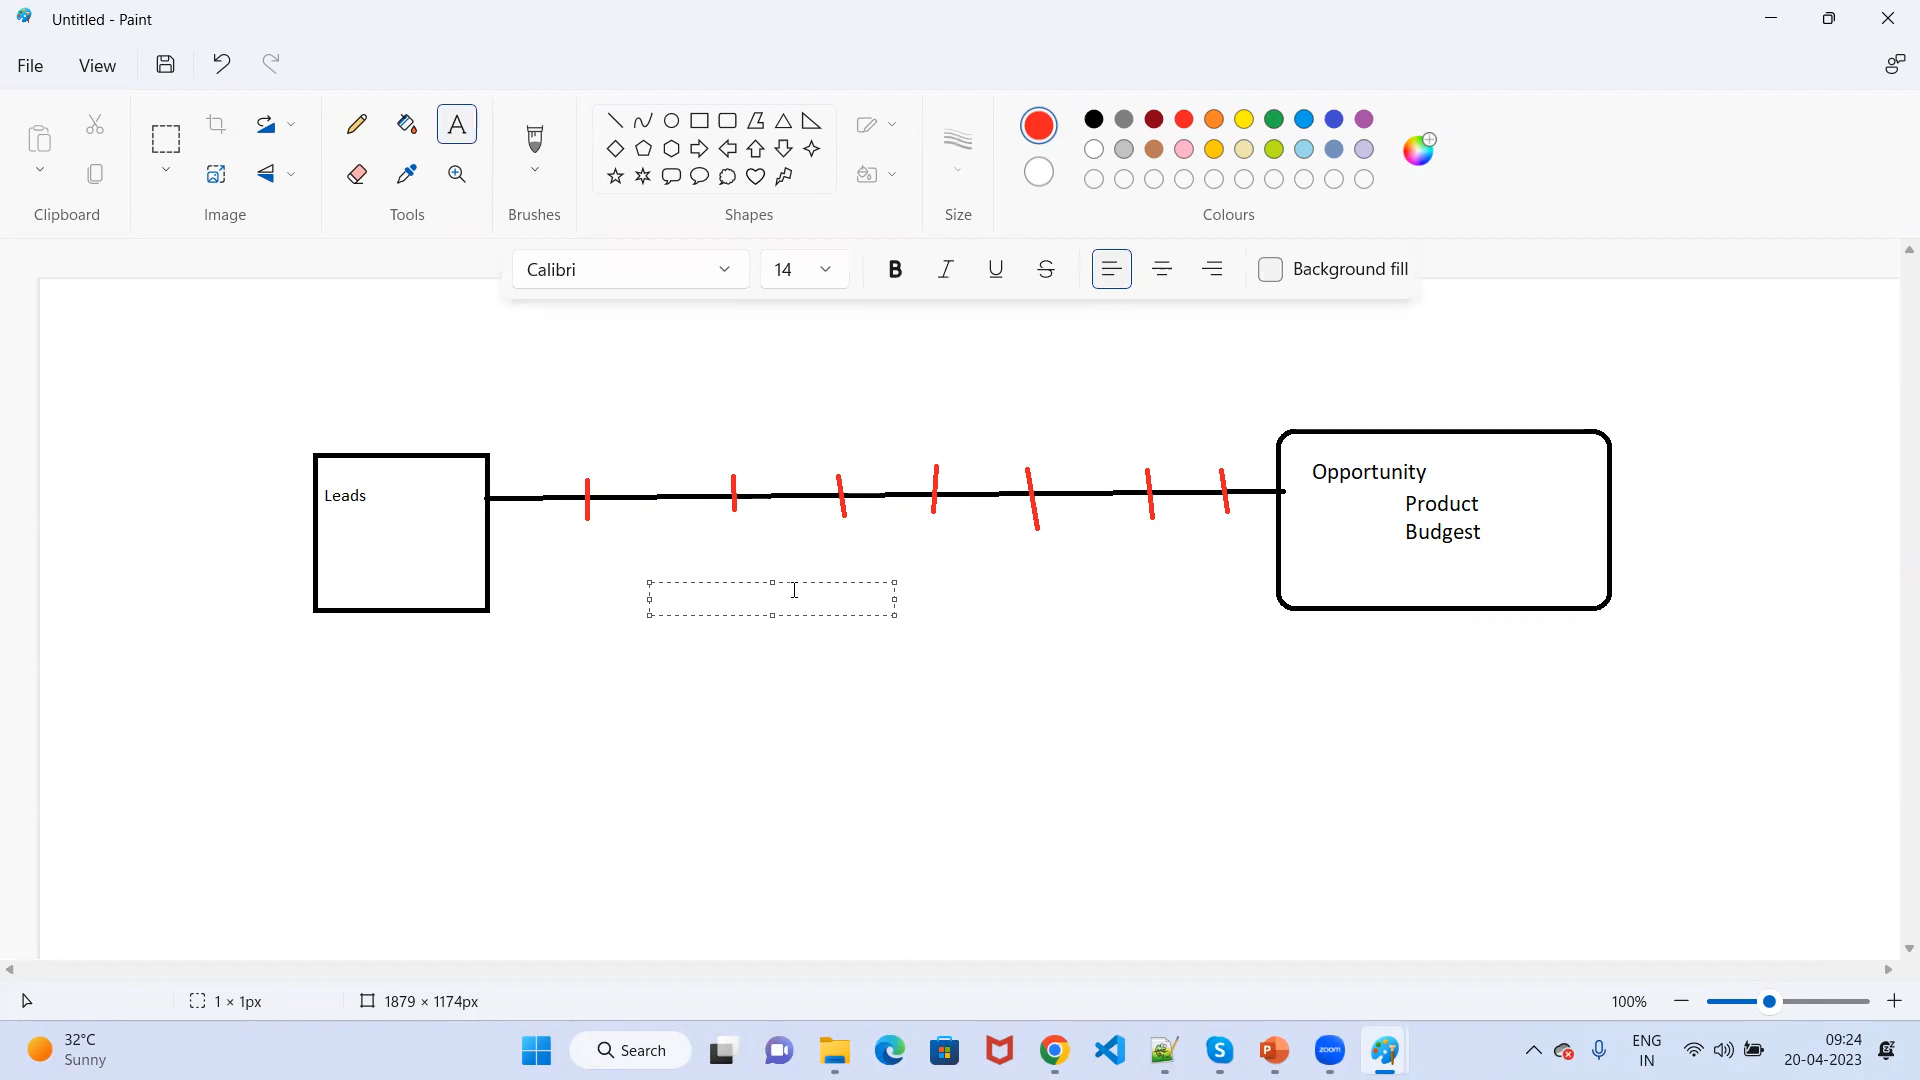 Untitled - Paint
File
View
Clipboard
Image
Tools
Brushes
Shapes
Size
Colours
Calibri
14
B
I
U
S
Background fill
Leads
Opportunity
Product
Budgest
1 × 1px
1879 × 1174px
100%
32°C
Sunny
Search
zoom
ENG
IN
09:24
20-04-2023